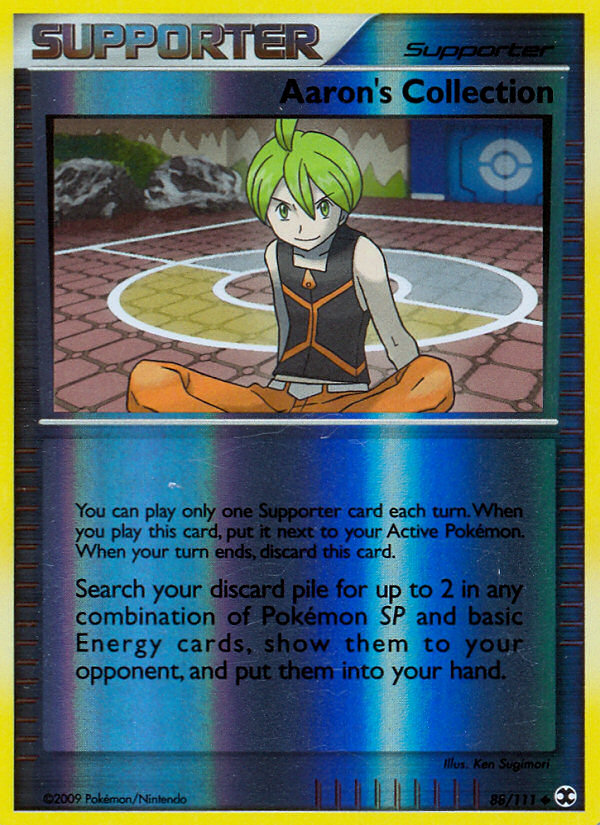 SUPPORTER
Supporter
Aaron's Collection
You can play only one Supporter card each turn. When
you play this card, put it next to your Active Pokémon.
When your turn ends, discard this card.
Search your discard pile for up to 2 in any
combination of Pokémon SP and basic
Energy cards, show them to your
opponent, and put them into your hand.
Illus. Ken Sugimori
©2009 Pokémon/Nintendo
88/111